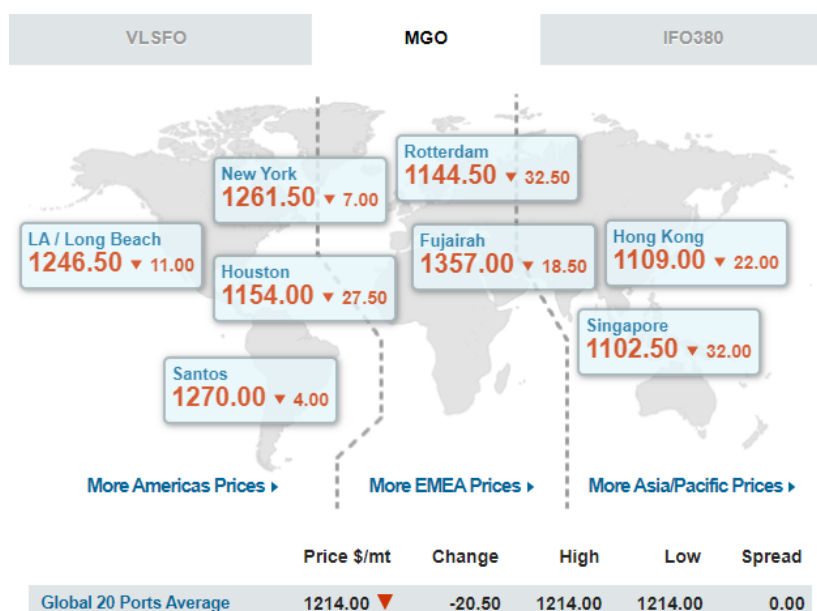 VLSFO MGO IFO380
Rotterdam
1144.50 ▼ 32.50
New York
1261.50 ▼ 7.00
LA / Long Beach
1246.50 ▼ 11.00
Fujairah
1357.00 ▼ 18.50
Hong Kong
1109.00 ▼ 22.00
Houston
1154.00 ▼ 27.50
Singapore
1102.50 ▼ 32.00
Santos
1270.00 ▼ 4.00
More Americas Prices More EMEA Prices More Asia/Pacific Prices
Price $/mt Change High Low Spread
Global 20 Ports Average 1214.00 ▼ -20.50 1214.00 1214.00 0.00